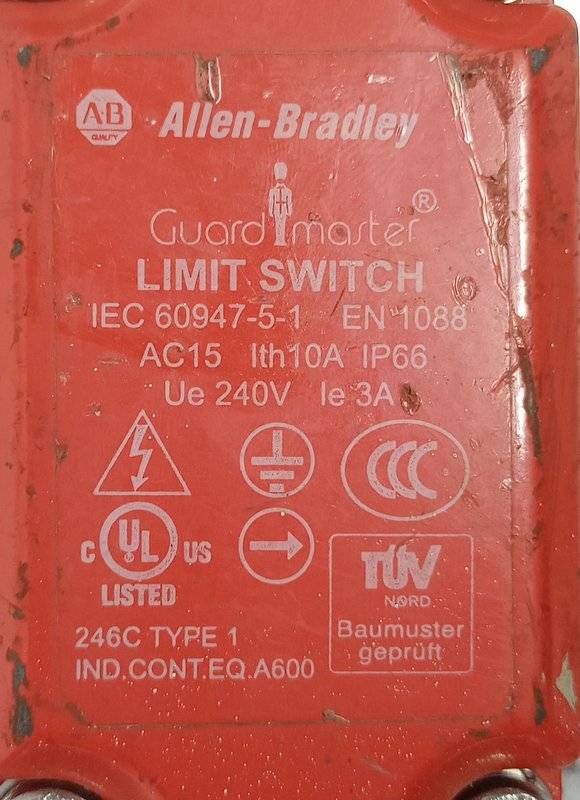 AB
QUALITY
Allen-Bradley
Guardmaster®
LIMIT SWITCH
IEC 60947-5-1 EN 1088
AC15 Ith10A IP66
Ue 240V Ie 3A
CCC
C UL US
LISTED
TÜV
NORD
Baumuster
geprüft
246C TYPE 1
IND.CONT.EQ.A600